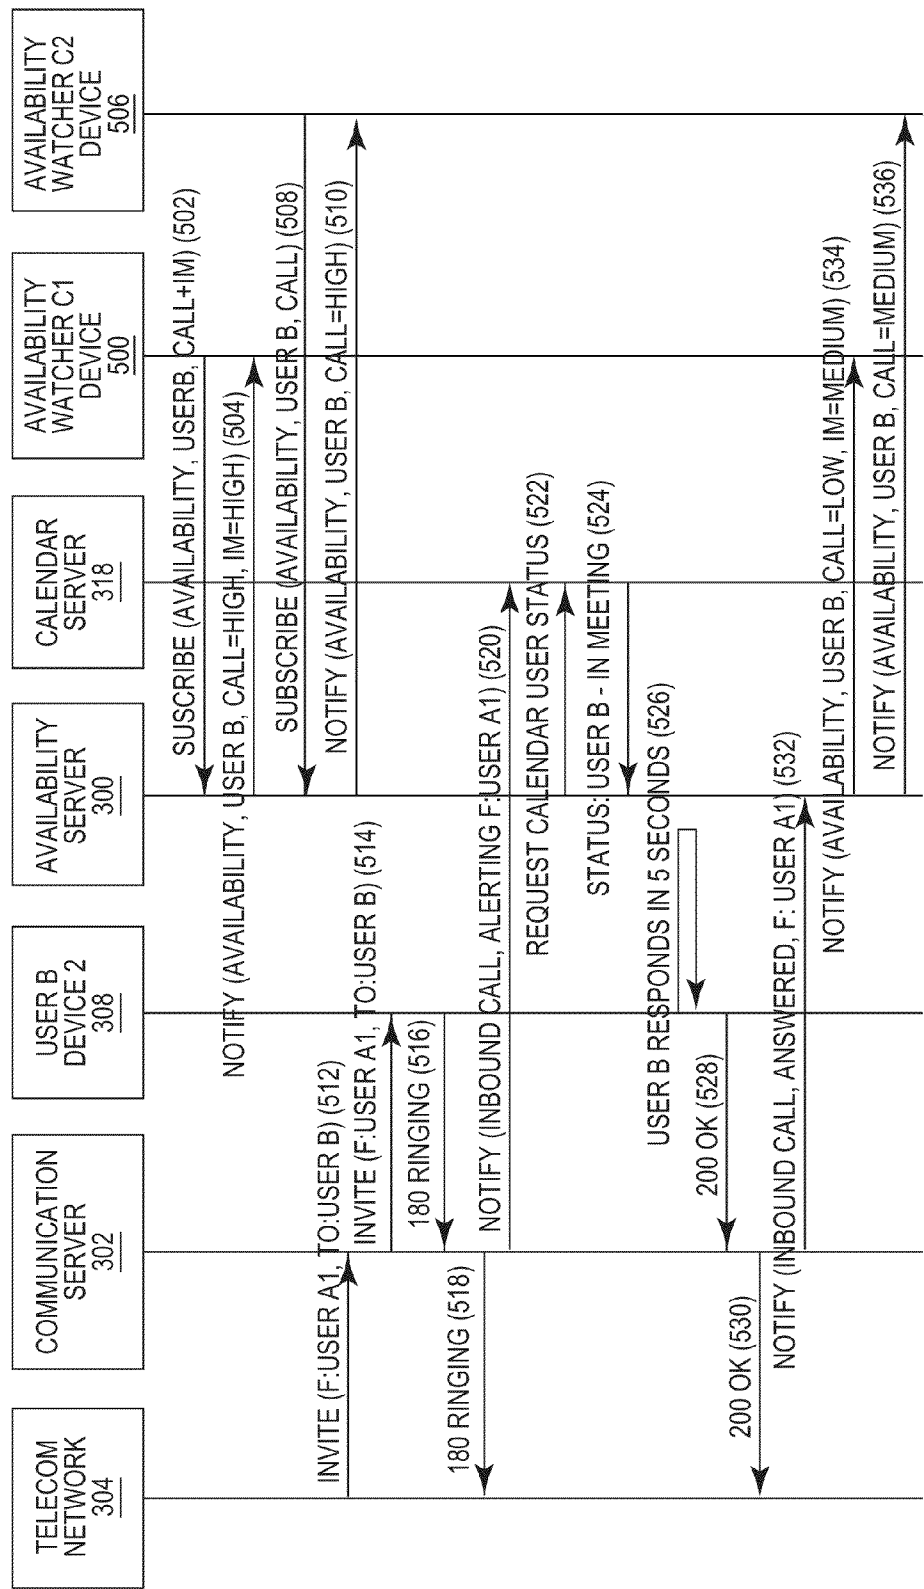 TELECOM
NETWORK
304
COMMUNICATION
SERVER
302
USER B
DEVICE 2
308
AVAILABILITY
SERVER
300
CALENDAR
SERVER
318
AVAILABILITY
WATCHER C1
DEVICE
500
AVAILABILITY
WATCHER C2
DEVICE
506
SUSCRIBE (AVAILABILITY, USERB, CALL+IM) (502)
NOTIFY (AVAILABILITY, USER B, CALL=HIGH, IM=HIGH) (504)
SUBSCRIBE (AVAILABILITY, USER B, CALL) (508)
NOTIFY (AVAILABILITY, USER B, CALL=HIGH) (510)
INVITE (F:USER A1, TO:USER B) (512)
INVITE (F:USER A1, TO:USER B) (514)
180 RINGING (516)
180 RINGING (518)
NOTIFY (INBOUND CALL, ALERTING F:USER A1) (520)
REQUEST CALENDAR USER STATUS (522)
STATUS: USER B - IN MEETING (524)
USER B RESPONDS IN 5 SECONDS (526)
200 OK (528)
200 OK (530)
NOTIFY (INBOUND CALL, ANSWERED, F: USER A1) (532)
NOTIFY (AVAILABILITY, USER B, CALL=LOW, IM=MEDIUM) (534)
NOTIFY (AVAILABILITY, USER B, CALL=MEDIUM) (536)